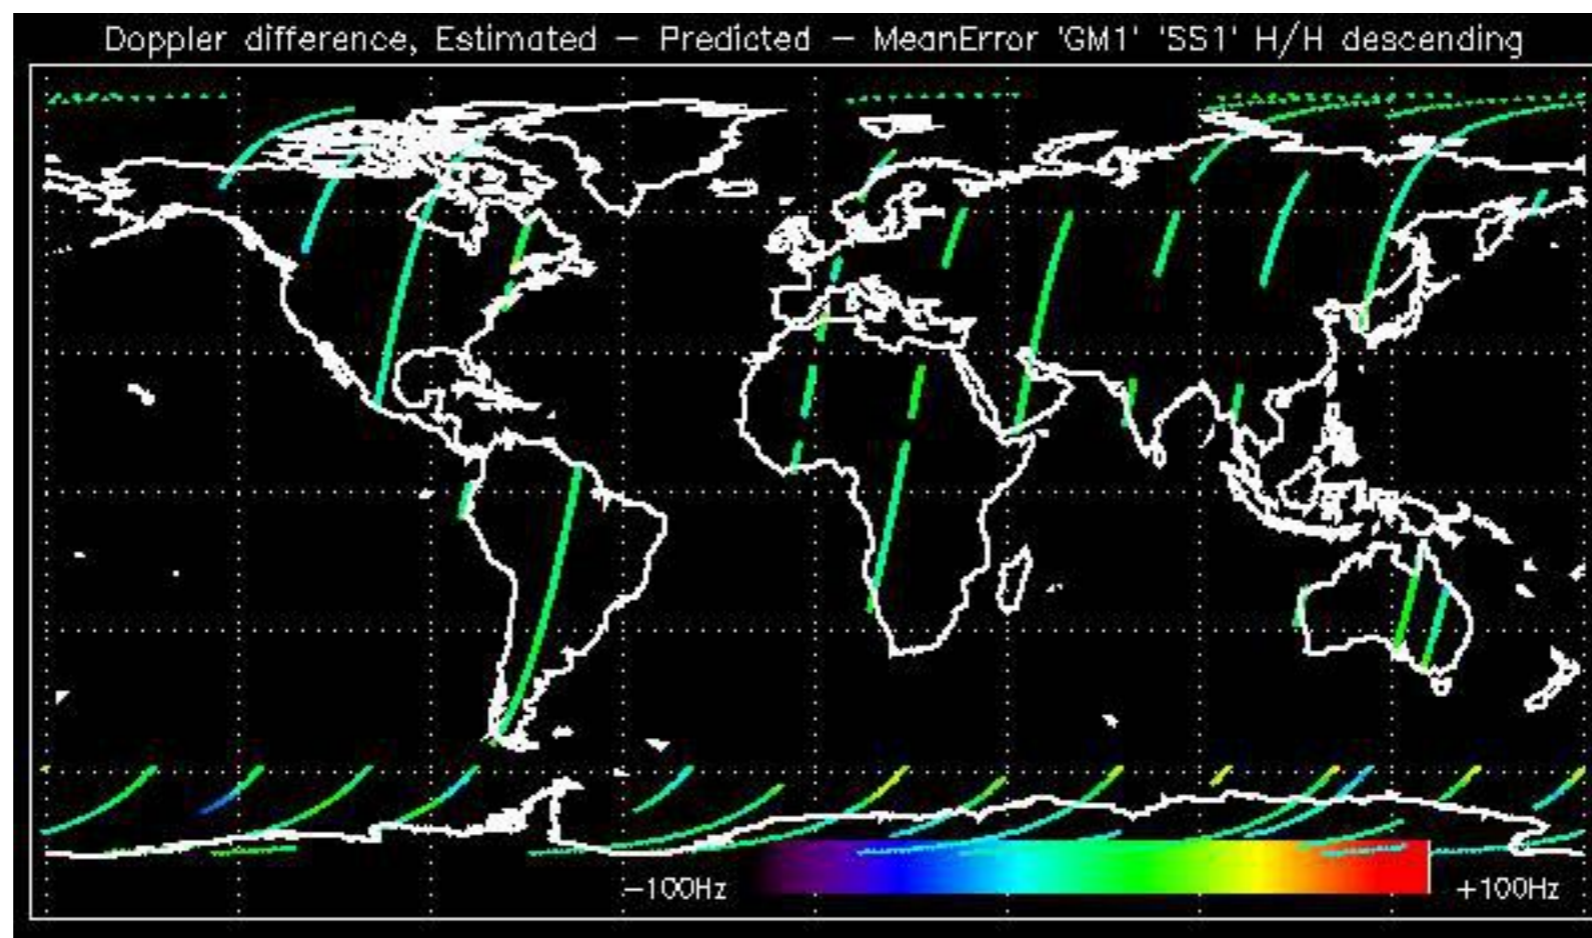 Doppler difference, Estimated – Predicted – MeanError 'GM1' 'SS1' H/H descending
–100Hz +100Hz